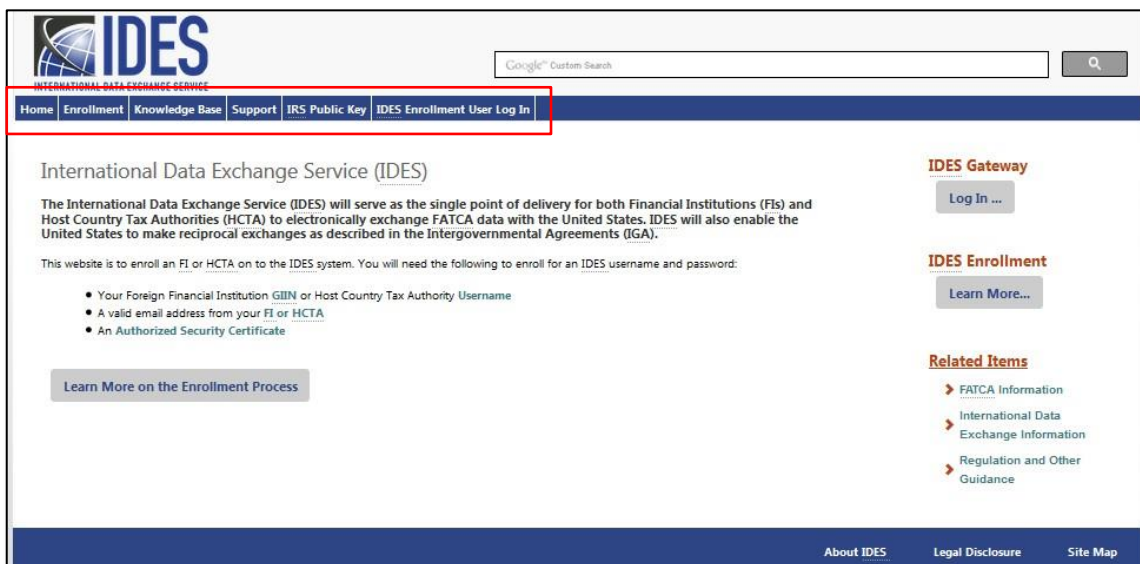 IDES
INTERNATIONAL DATA EXCHANGE SERVICE
Google™ Custom Search
Home Enrollment Knowledge Base Support IRS Public Key IDES Enrollment User Log In
International Data Exchange Service (IDES)
The International Data Exchange Service (IDES) will serve as the single point of delivery for both Financial Institutions (FIs) and
Host Country Tax Authorities (HCTA) to electronically exchange FATCA data with the United States. IDES will also enable the
United States to make reciprocal exchanges as described in the Intergovernmental Agreements (IGA).
This website is to enroll an FI or HCTA on to the IDES system. You will need the following to enroll for an IDES username and password:
• Your Foreign Financial Institution GIIN or Host Country Tax Authority Username
• A valid email address from your FI or HCTA
• An Authorized Security Certificate
Learn More on the Enrollment Process
IDES Gateway
Log In ...
IDES Enrollment
Learn More...
Related Items
FATCA Information
International Data
Exchange Information
Regulation and Other
Guidance
About IDES Legal Disclosure Site Map